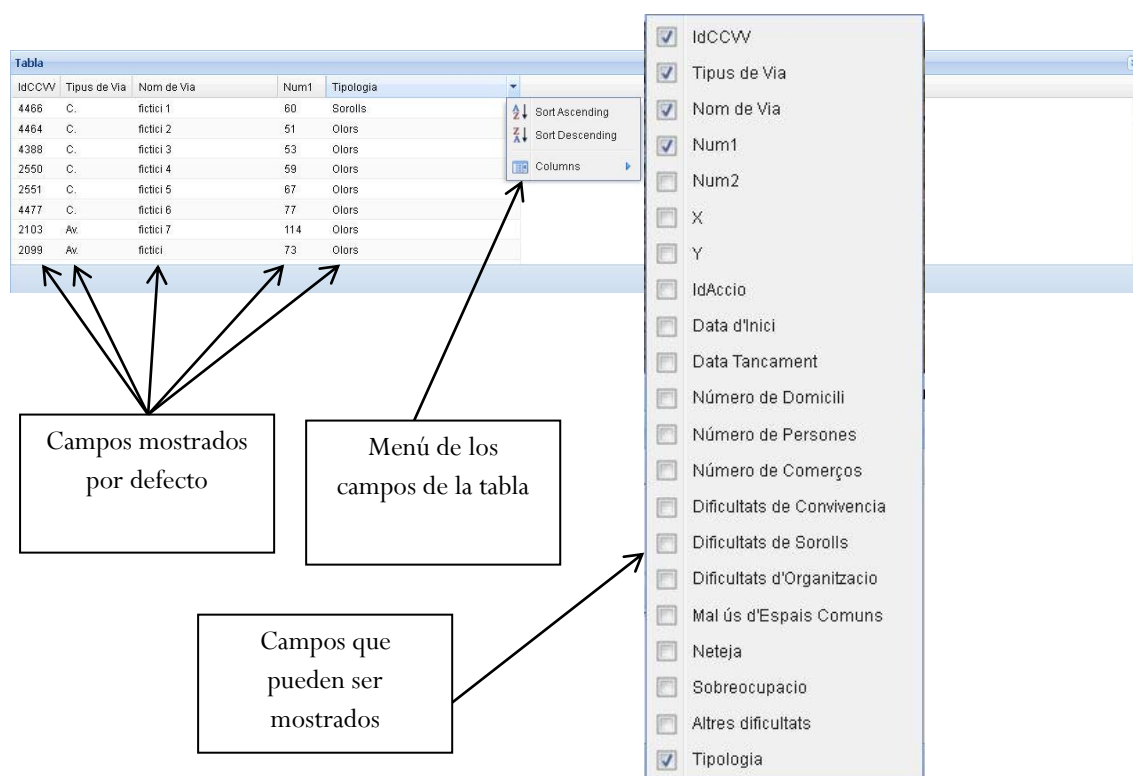 Tabla
IdCCVV Tipus de Via Nom de Via Num1 Tipologia
4466 C. fictici 1 60 Sorolls
4464 C. fictici 2 51 Olors
4388 C. fictici 3 53 Olors
2550 C. fictici 4 59 Olors
2551 C. fictici 5 67 Olors
4477 C. fictici 6 77 Olors
2103 Av. fictici 7 114 Olors
2099 Av. fictici 73 Olors
Sort Ascending
Sort Descending
Columns
IdCCVV
Tipus de Via
Nom de Via
Num1
Num2
X
Y
IdAccio
Data d'Inici
Data Tancament
Número de Domicili
Número de Persones
Número de Comerços
Dificultats de Convivencia
Dificultats de Sorolls
Dificultats d'Organitzacio
Mal ús d'Espais Comuns
Neteja
Sobreocupacio
Altres dificultats
Tipologia
Campos mostrados
por defecto
Menú de los
campos de la tabla
Campos que
pueden ser
mostrados